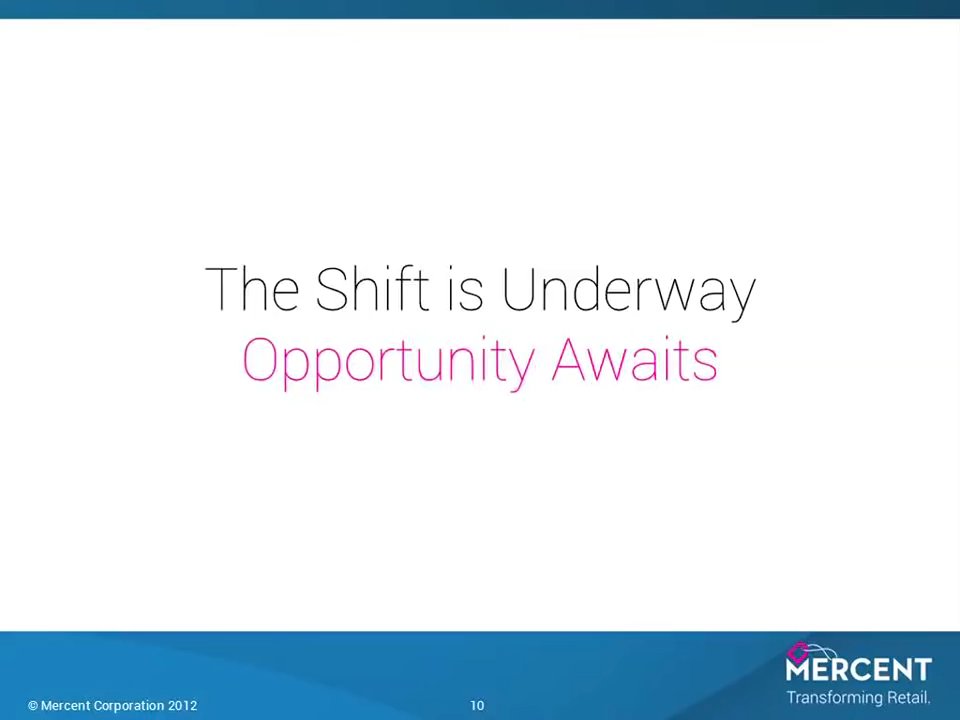 The Shift is Underway
Opportunity Awaits
MERCENT
Transforming Retail.
© Mercent Corporation 2012
10